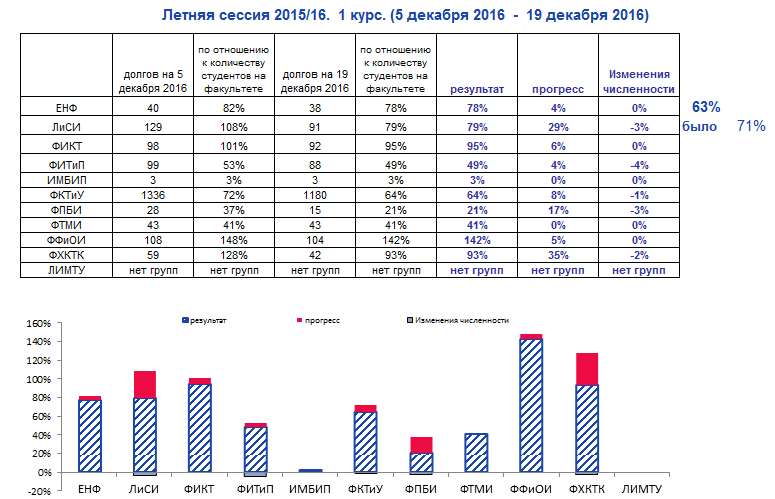 Летняя сессия 2015/16. 1 курс. (5 декабря 2016 - 19 декабря 2016)
долгов на 5 декабря 2016 по отношению к количеству студентов на факультете долгов на 19 декабря 2016 по отношению к количеству студентов на факультете результат прогресс Изменения численности
ЕНФ 40 82% 38 78% 78% 4% 0% 63%
ЛиСИ 129 108% 91 79% 79% 29% -3% было 71%
ФИКТ 98 101% 92 95% 95% 6% 0%
ФИТиП 99 53% 88 49% 49% 4% -4%
ИМБИП 3 3% 3 3% 3% 0% 0%
ФКТиУ 1336 72% 1180 64% 64% 8% -1%
ФПБИ 28 37% 15 21% 21% 17% -3%
ФТМИ 43 41% 43 41% 41% 0% 0%
ФФиОИ 108 148% 104 142% 142% 5% 0%
ФХКТК 59 128% 42 93% 93% 35% -2%
ЛИМТУ нет групп нет групп нет групп нет групп нет групп нет групп нет групп
результат прогресс Изменения численности
160%
140%
120%
100%
80%
60%
40%
20%
0%
-20%
ЕНФ ЛиСИ ФИКТ ФИТиП ИМБИП ФКТиУ ФПБИ ФТМИ ФФиОИ ФХКТК ЛИМТУ